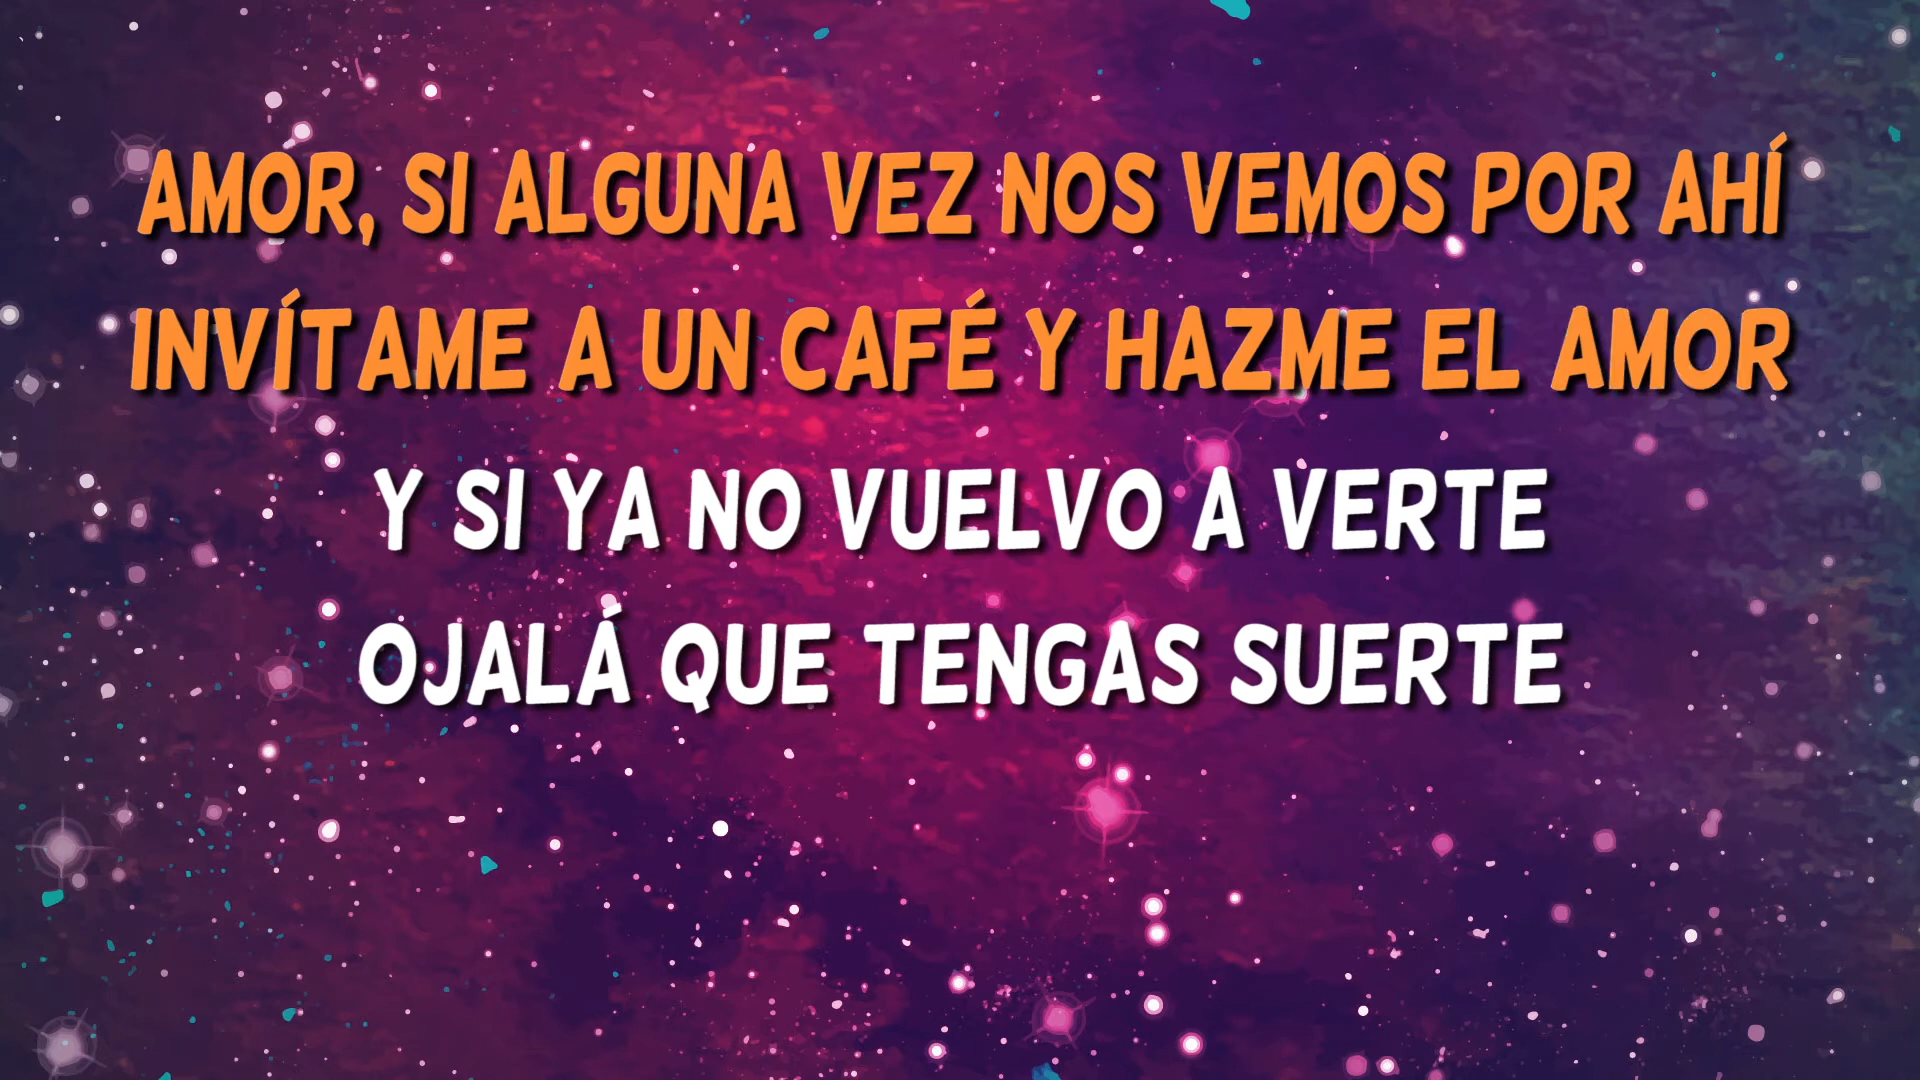 AMOR, SI ALGUNA VEZ NOS VEMOS POR AHÍ
INVÍTAME A UN CAFÉ Y HAZME EL AMOR
Y SI YA NO VUELVO A VERTE
OJALÁ QUE TENGAS SUERTE